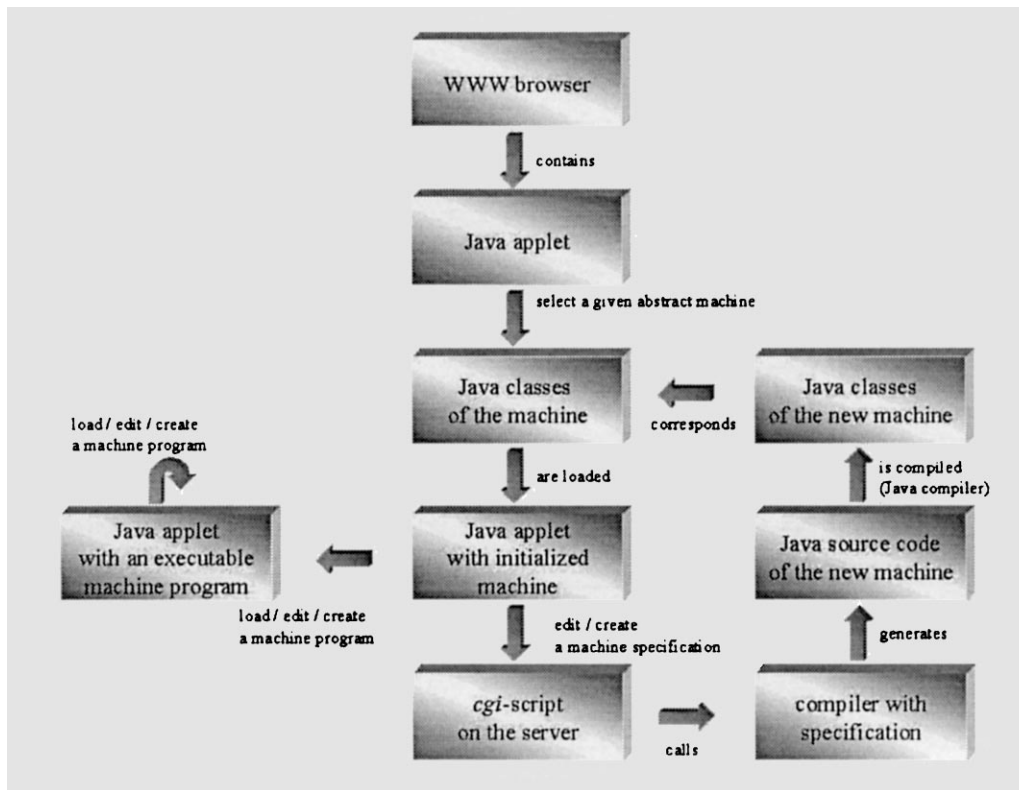 WWW browser
contains
Java applet
select a given abstract machine
Java classes
of the machine
corresponds
Java classes
of the new machine
load / edit / create
a machine program
are loaded
is compiled
(Java compiler)
Java applet
with an executable
machine program
Java applet
with initialized
machine
Java source code
of the new machine
load / edit / create
a machine program
edit / create
a machine specification
generates
cgi-script
on the server
calls
compiler with
specification